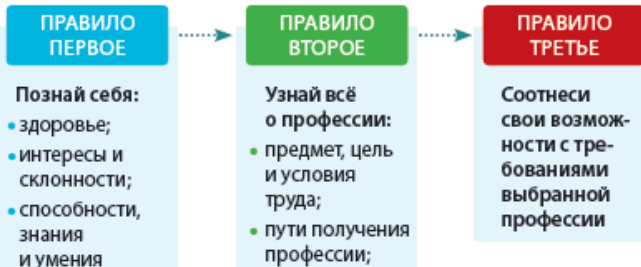 ПРАВИЛО
ПЕРВОЕ
Познай себя:
• здоровье;
• интересы и
склонности;
• способности,
знания
и умения
ПРАВИЛО
ВТОРОЕ
Узнай всё
о профессии:
• предмет, цель
и условия
труда;
• пути получения
профессии;
ПРАВИЛО
ТРЕТЬЕ
Соотнеси
свои возмож-
ности с тре-
бованиями
выбранной
профессии